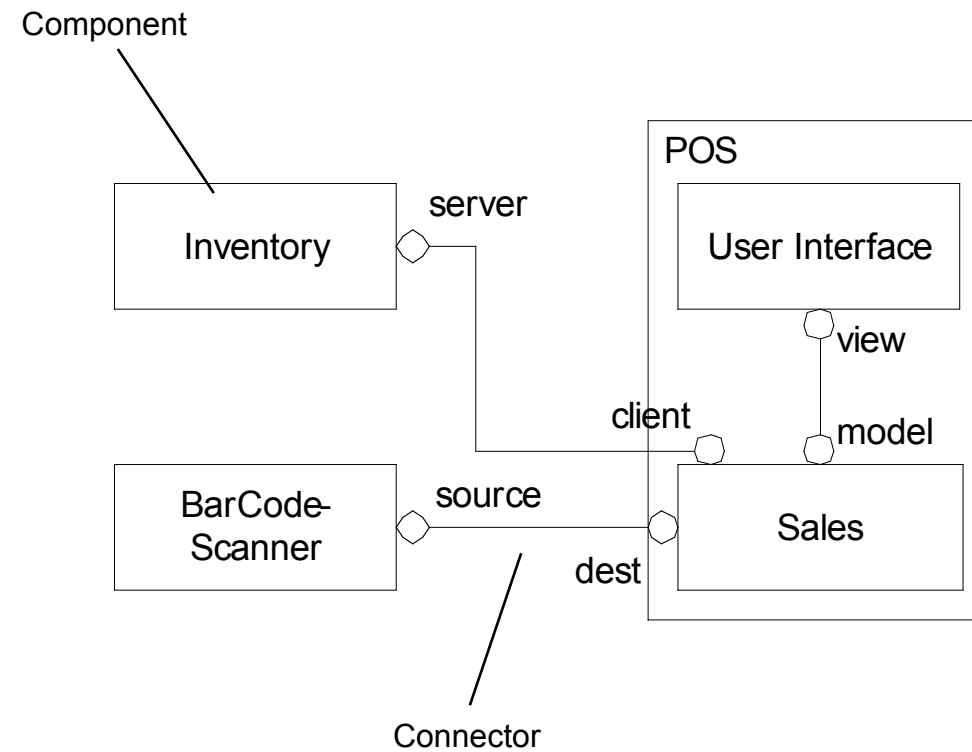 Component
POS
server
Inventory
User Interface
view
client
model
source
BarCode-
Scanner
Sales
dest
Connector